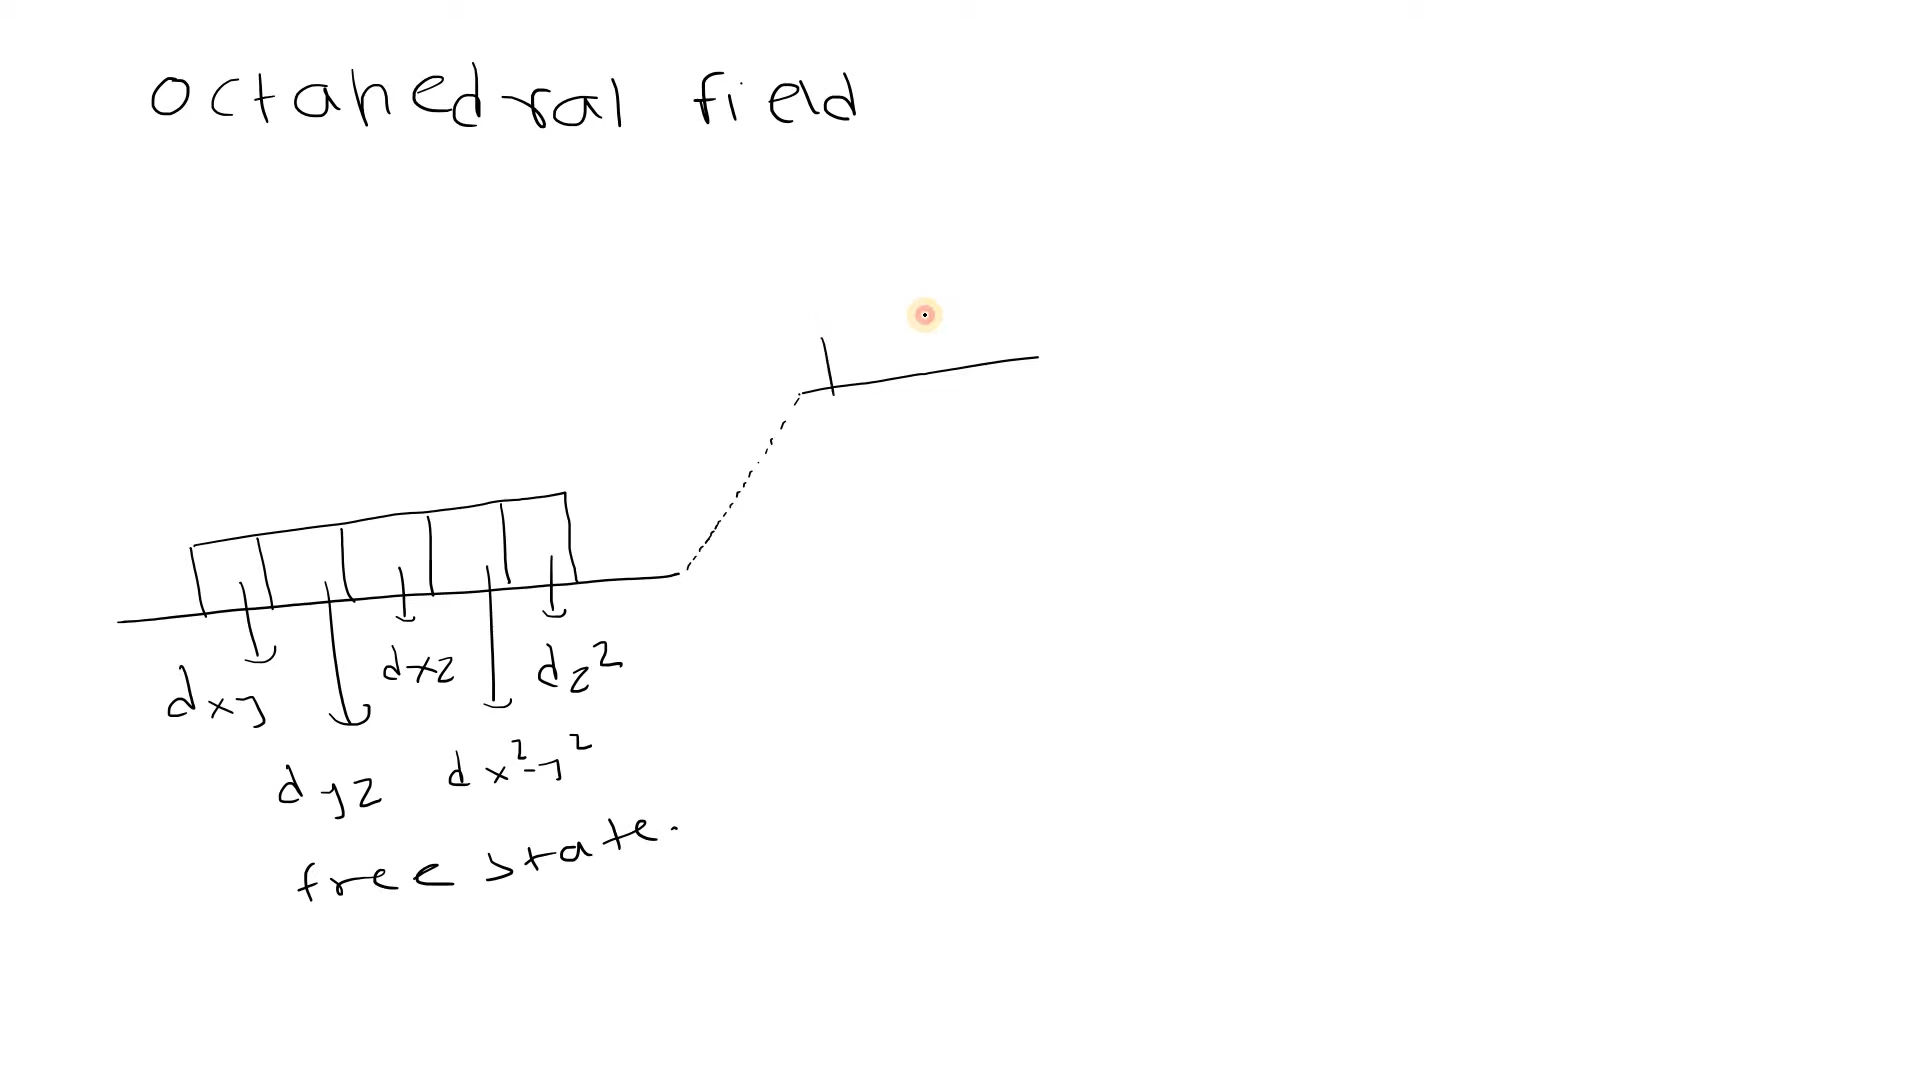 octahedral field
dxy
dyz
dxz
dx²-y²
dz²
free state.